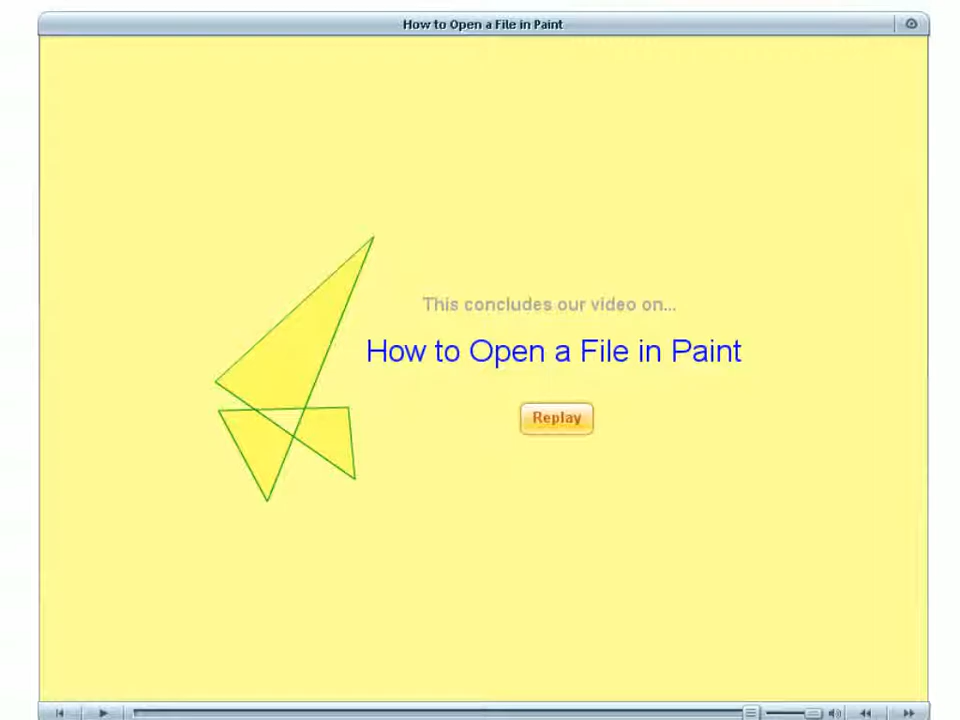 How to Open a File in Paint
This concludes our video on...
How to Open a File in Paint
Replay